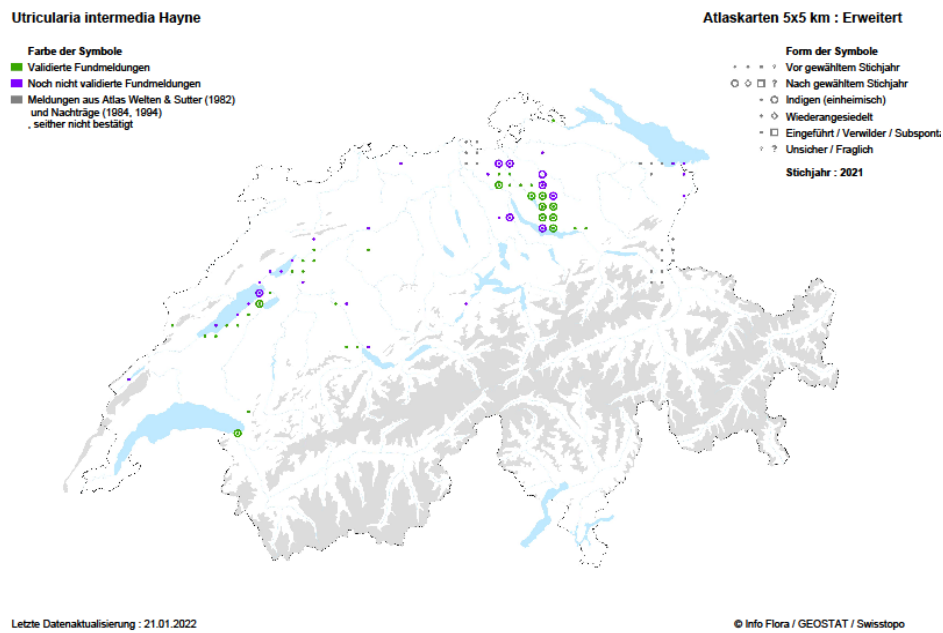 Utricularia intermedia Hayne
Atlaskarten 5x5 km : Erweitert
Farbe der Symbole
Validierte Fundmeldungen
Noch nicht validierte Fundmeldungen
Meldungen aus Atlas Welten & Sutter (1982)
und Nachträge (1984, 1994)
, seither nicht bestätigt
Form der Symbole
Vor gewähltem Stichjahr
Nach gewähltem Stichjahr
Indigen (einheimisch)
Wiederangesiedelt
Eingeführt / Verwilder / Subsponta
Unsicher / Fraglich
Stichjahr : 2021
Letzte Datenaktualisierung : 21.01.2022
© Info Flora / GEOSTAT / Swisstopo